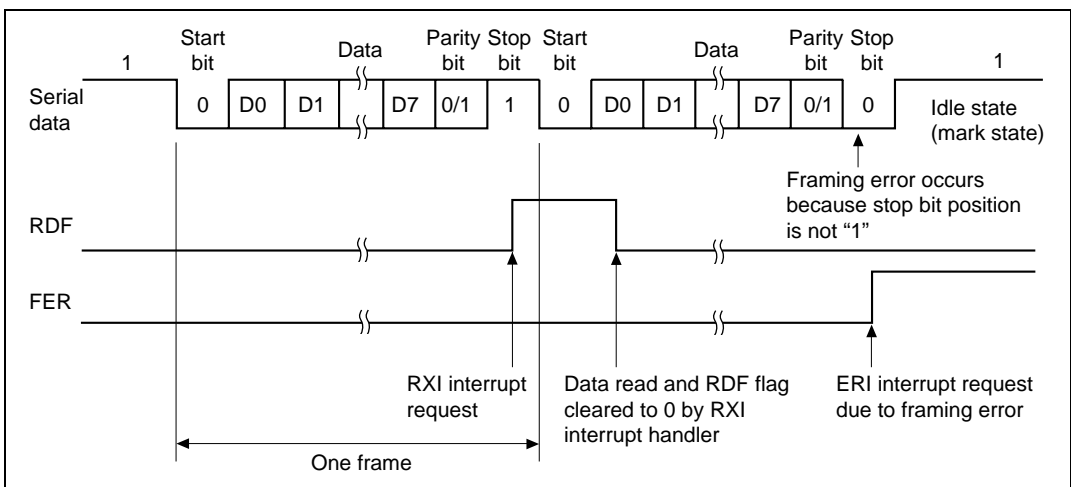 Start bit
Data
Parity bit
Stop bit
Start bit
Data
Parity bit
Stop bit
1
1
Serial data
0 D0 D1 D7 0/1 1 0 D0 D1 D7 0/1 0
Idle state
(mark state)
Framing error occurs
because stop bit position
is not “1”
RDF
FER
RXI interrupt
request
Data read and RDF flag
cleared to 0 by RXI
interrupt handler
ERI interrupt request
due to framing error
One frame